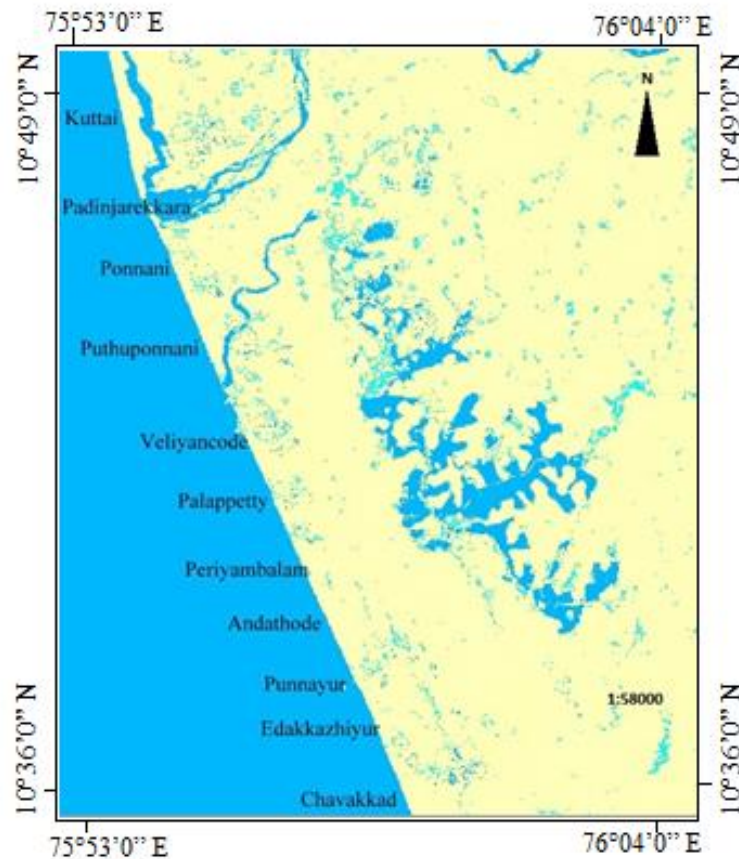 75°53’0’’ E
76°04’0’’ E
10°49’0’’ N
10°49’0’’ N
N
Kuttai
Padinjarekkara
Ponnani
Puthuponnani
Veliyancode
Palappetty
Periyambalam
Andathode
Punnayur
1:58000
Edakkazhiyur
Chavakkad
10°36’0’’ N
10°36’0’’ N
75°53’0’’ E
76°04’0’’ E